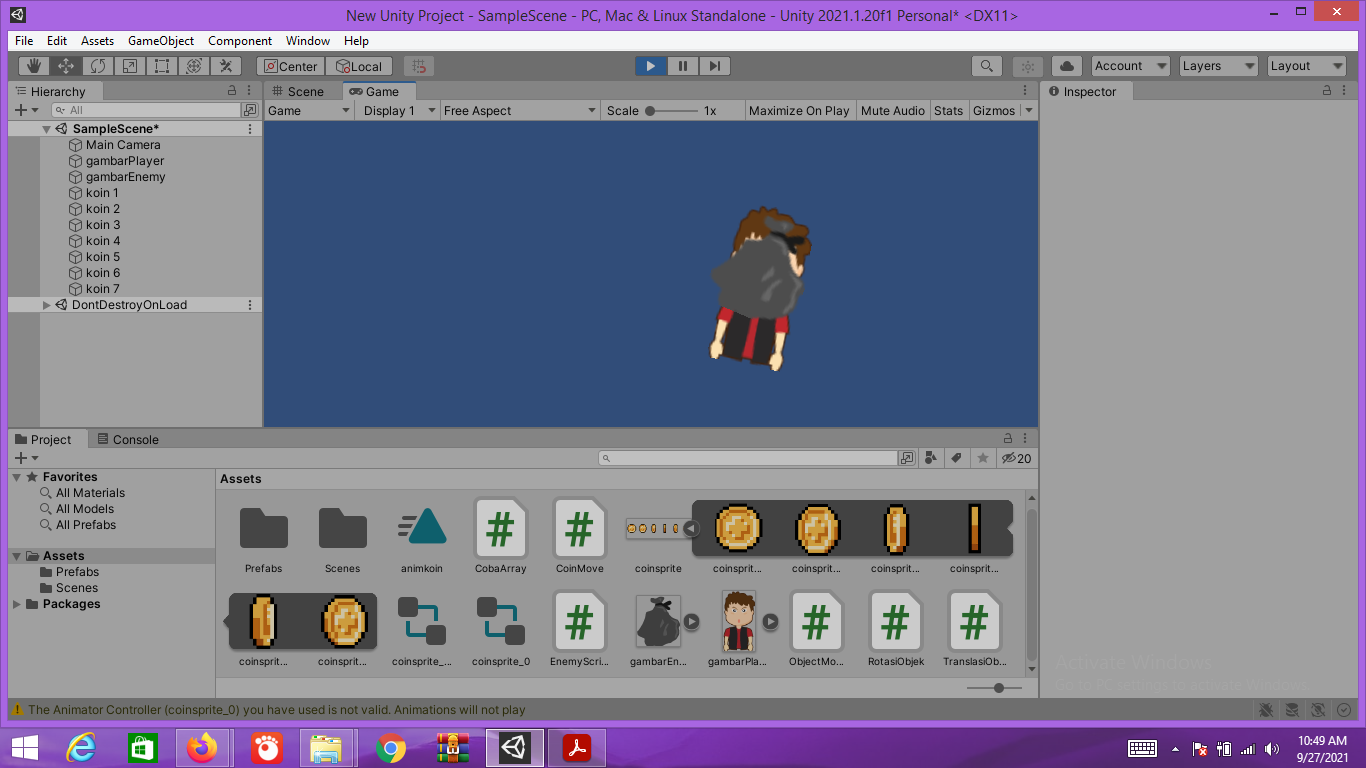 New Unity Project - SampleScene - PC, Mac & Linux Standalone - Unity 2021.1.20f1 Personal* <DX11>
File Edit Assets GameObject Component Window Help
Center Local Account Layers Layout
Hierarchy
All
SampleScene*
Main Camera
gambarPlayer
gambarEnemy
koin 1
koin 2
koin 3
koin 4
koin 5
koin 6
koin 7
DontDestroyOnLoad
Scene Game
Game Display 1 Free Aspect Scale 1x Maximize On Play Mute Audio Stats Gizmos
Inspector
Project Console
20
Favorites
All Materials
All Models
All Prefabs
Assets
Prefabs
Scenes
Packages
Assets
Prefabs Scenes animkoin CobaArray CoinMove coinsprite coinsprit... coinsprit... coinsprit... coinsprit...
coinsprit... coinsprit... coinsprite_... coinsprite_0 EnemyScri... gambarEn... gambarPla... ObjectMo... RotasiObjek TranslasiOb...
Activate Windows
Go to PC settings to activate Windows.
The Animator Controller (coinsprite_0) you have used is not valid. Animations will not play
10:49 AM
9/27/2021